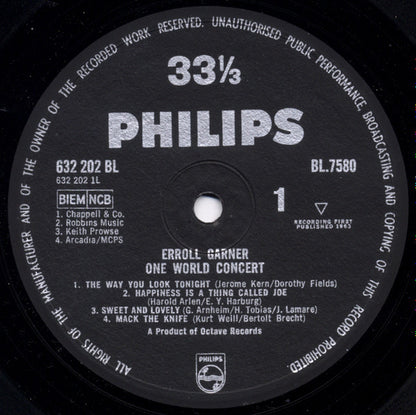 ALL RIGHTS OF THE MANUFACTURER AND OF THE OWNER OF THE RECORDED WORK RESERVED. UNAUTHORISED PUBLIC PERFORMANCE BROADCASTING AND COPYING OF THIS RECORD PROHIBITED
33⅓
PHILIPS
632 202 BL
632 202 1L
BL.7580
BIEM NCB
1
1. Chappell & Co.
2. Robbins Music
3. Keith Prowse
4. Arcadra/MCPS
RECORDING FIRST
PUBLISHED 1963
ERROLL GARNER
ONE WORLD CONCERT
1. THE WAY YOU LOOK TONIGHT (Jerome Kern/Dorothy Fields)
2. HAPPINESS IS A THING CALLED JOE
(Harold Arlen/E. Y. Harburg)
3. SWEET AND LOVELY (G. Arnheim/H. Tobias/J. Lamare)
4. MACK THE KNIFE (Kurt Weill/Bertolt Brecht)
A Product of Octave Records
PHILIPS